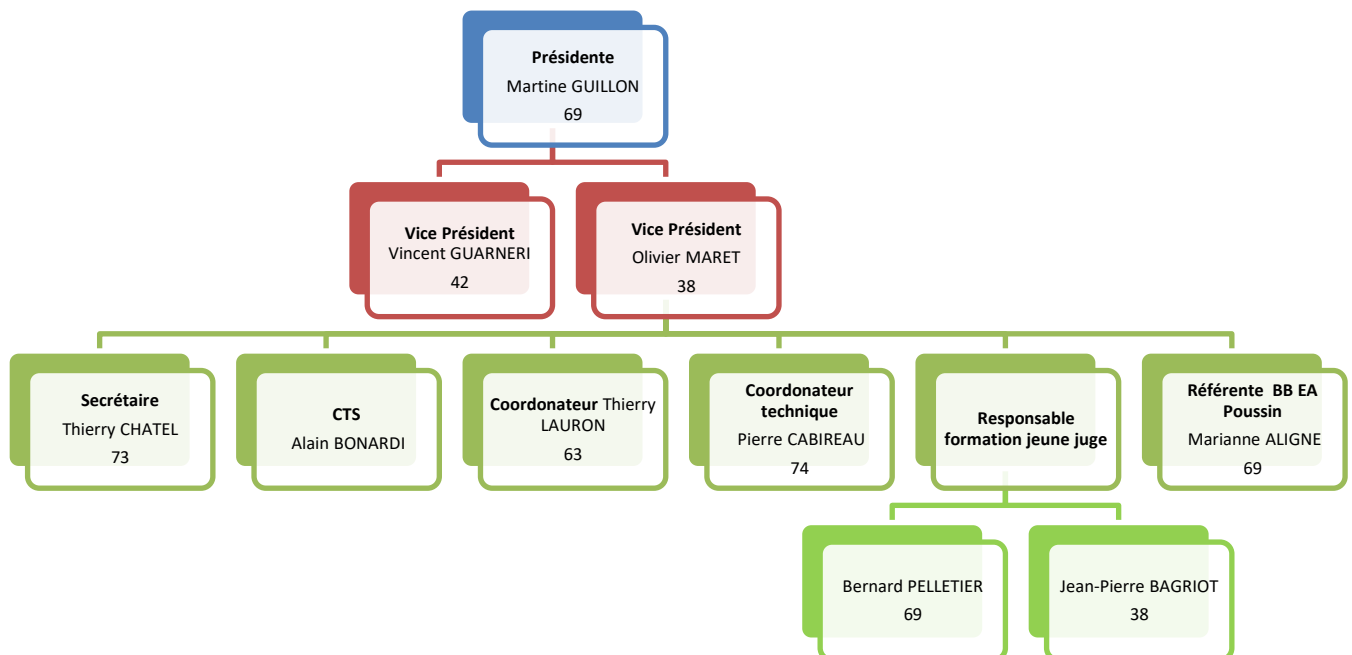 Présidente
Martine GUILLON
69
Vice Président
Vincent GUARNERI
42
Vice Président
Olivier MARET
38
Secrétaire
Thierry CHATEL
73
CTS
Alain BONARDI
Coordonateur Thierry
LAURON
63
Coordonateur
technique
Pierre CABIREAU
74
Responsable
formation jeune juge
Référente BB EA
Poussin
Marianne ALIGNE
69
Bernard PELLETIER
69
Jean-Pierre BAGRIOT
38